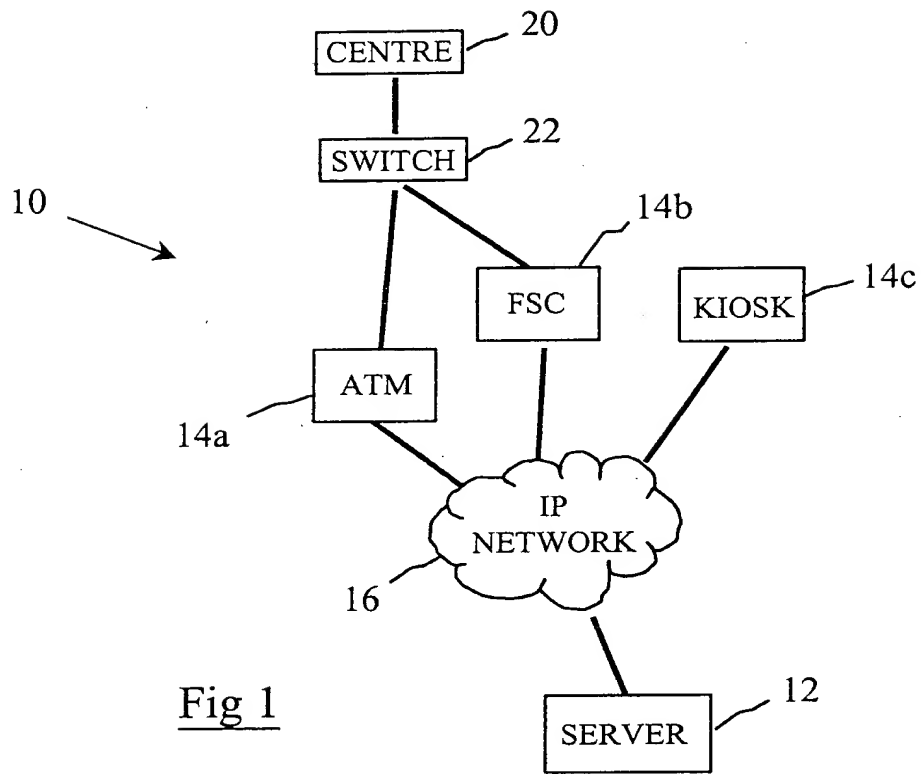 CENTRE
20
SWITCH
22
10
14b
FSC
14c
KIOSK
ATM
14a
IP
NETWORK
16
12
SERVER
Fig 1